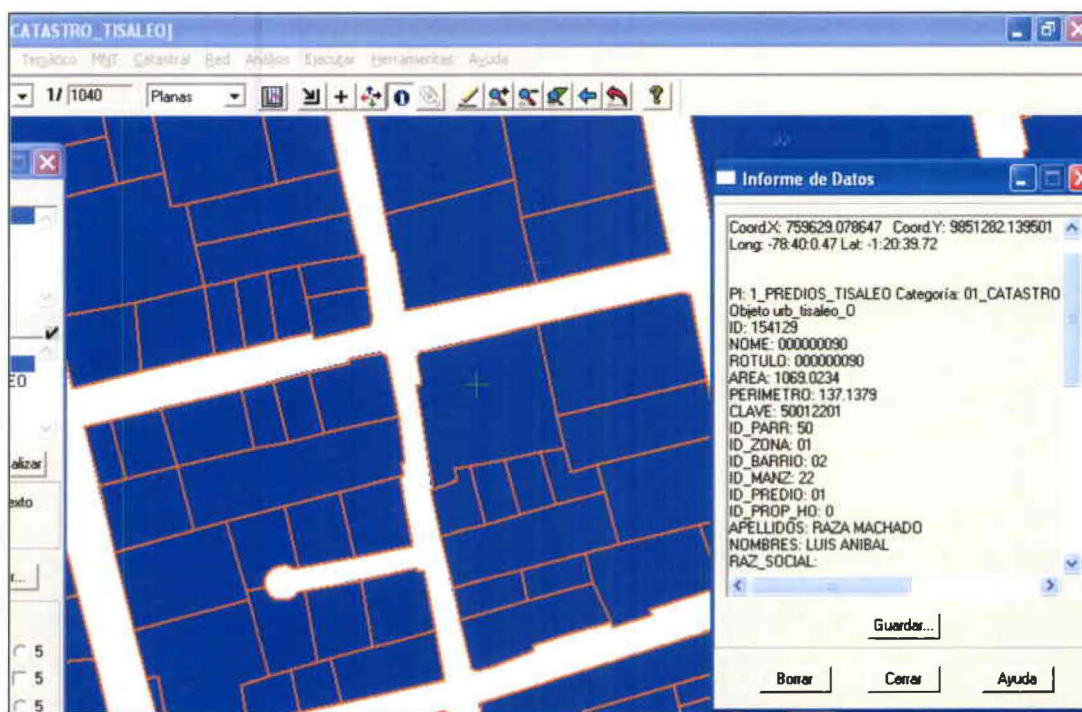 CATASTRO_TISALEO]
Temático MNT Catastral Red Análisis Ejecutar Herramientas Ayuda
1/ 1040 Planas
Informe de Datos
Coord.X: 759629.078647 Coord.Y: 9851282.139501
Long: -78:40:0.47 Lat: -1:20:39.72
PI: 1_PREDIOS_TISALEO Categoría: 01_CATASTRO
Objeto urb_tisaleo_0
ID: 154129
NOME: 000000090
ROTULO: 000000090
AREA: 1069.0234
PERIMETRO: 137.1379
CLAVE: 50012201
ID_PARR: 50
ID_ZONA: 01
ID_BARRIO: 02
ID_MANZ: 22
ID_PREDIO: 01
ID_PROP_HO: 0
APELLIDOS: RAZA MACHADO
NOMBRES: LUIS ANIBAL
RAZ_SOCIAL:
Guardar...
Borrar Cerrar Ayuda
EO
alizar
exto
r...
5
5
5